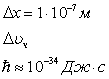 Δx = 1·10⁻⁷ м
Δυₓ
ℏ ≈ 10⁻³⁴ Дж·с